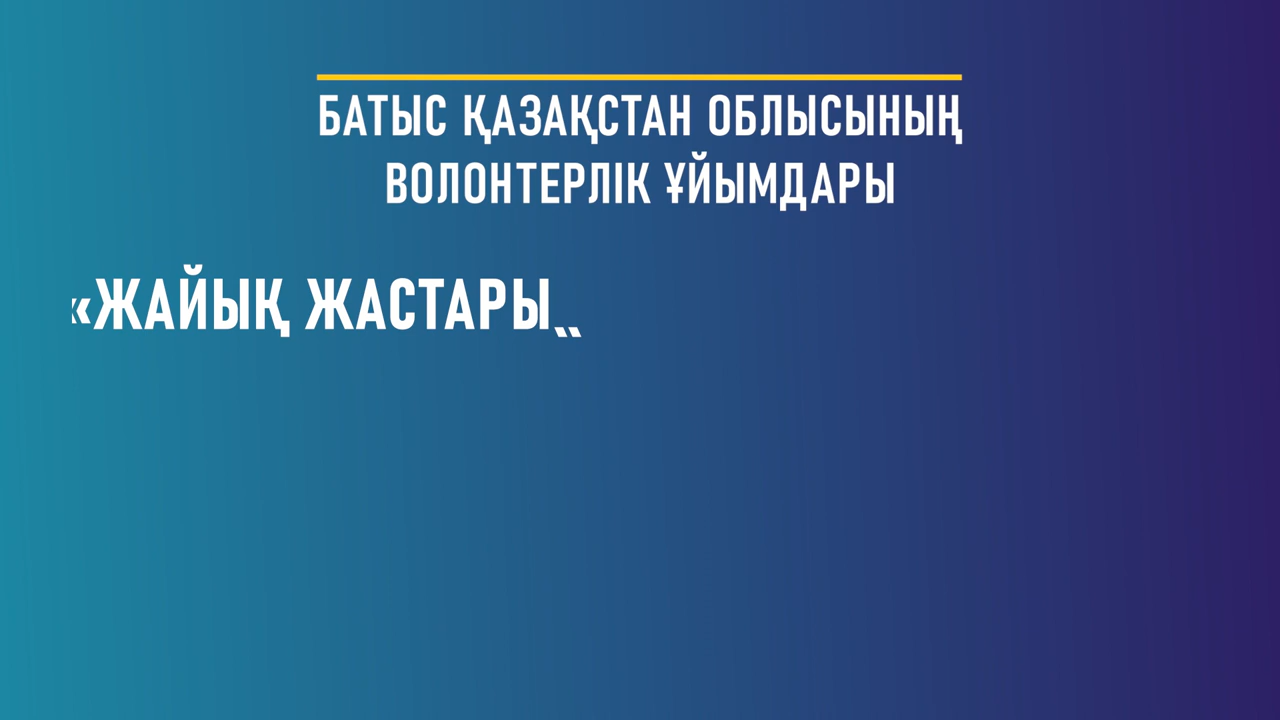 БАТЫС ҚАЗАҚСТАН ОБЛЫСЫНЫҢ
ВОЛОНТЕРЛІК ҰЙЫМДАРЫ
«ЖАЙЫҚ ЖАСТАРЫ